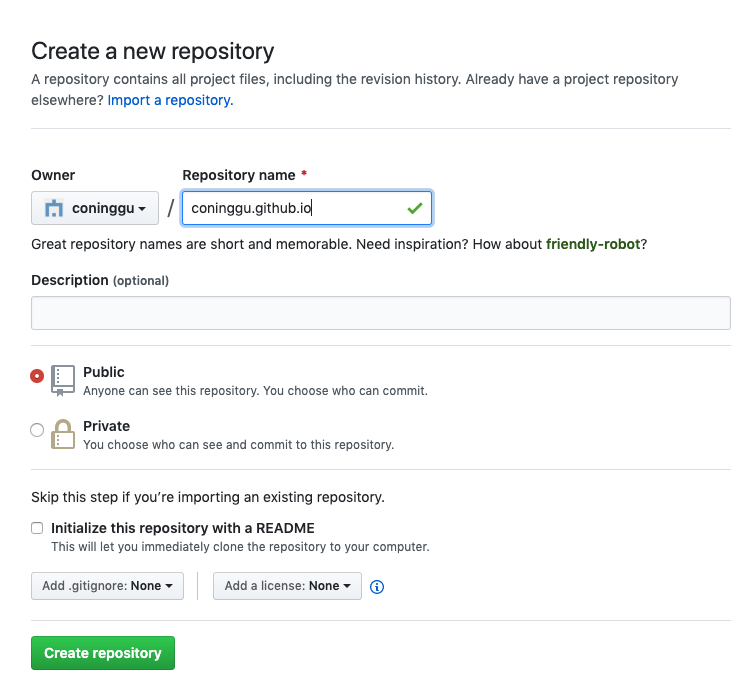 Create a new repository
A repository contains all project files, including the revision history. Already have a project repository
elsewhere? Import a repository.
Owner Repository name *
coninggu / coninggu.github.io
Great repository names are short and memorable. Need inspiration? How about friendly-robot?
Description (optional)
Public
Anyone can see this repository. You choose who can commit.
Private
You choose who can see and commit to this repository.
Skip this step if you’re importing an existing repository.
Initialize this repository with a README
This will let you immediately clone the repository to your computer.
Add .gitignore: None Add a license: None
Create repository